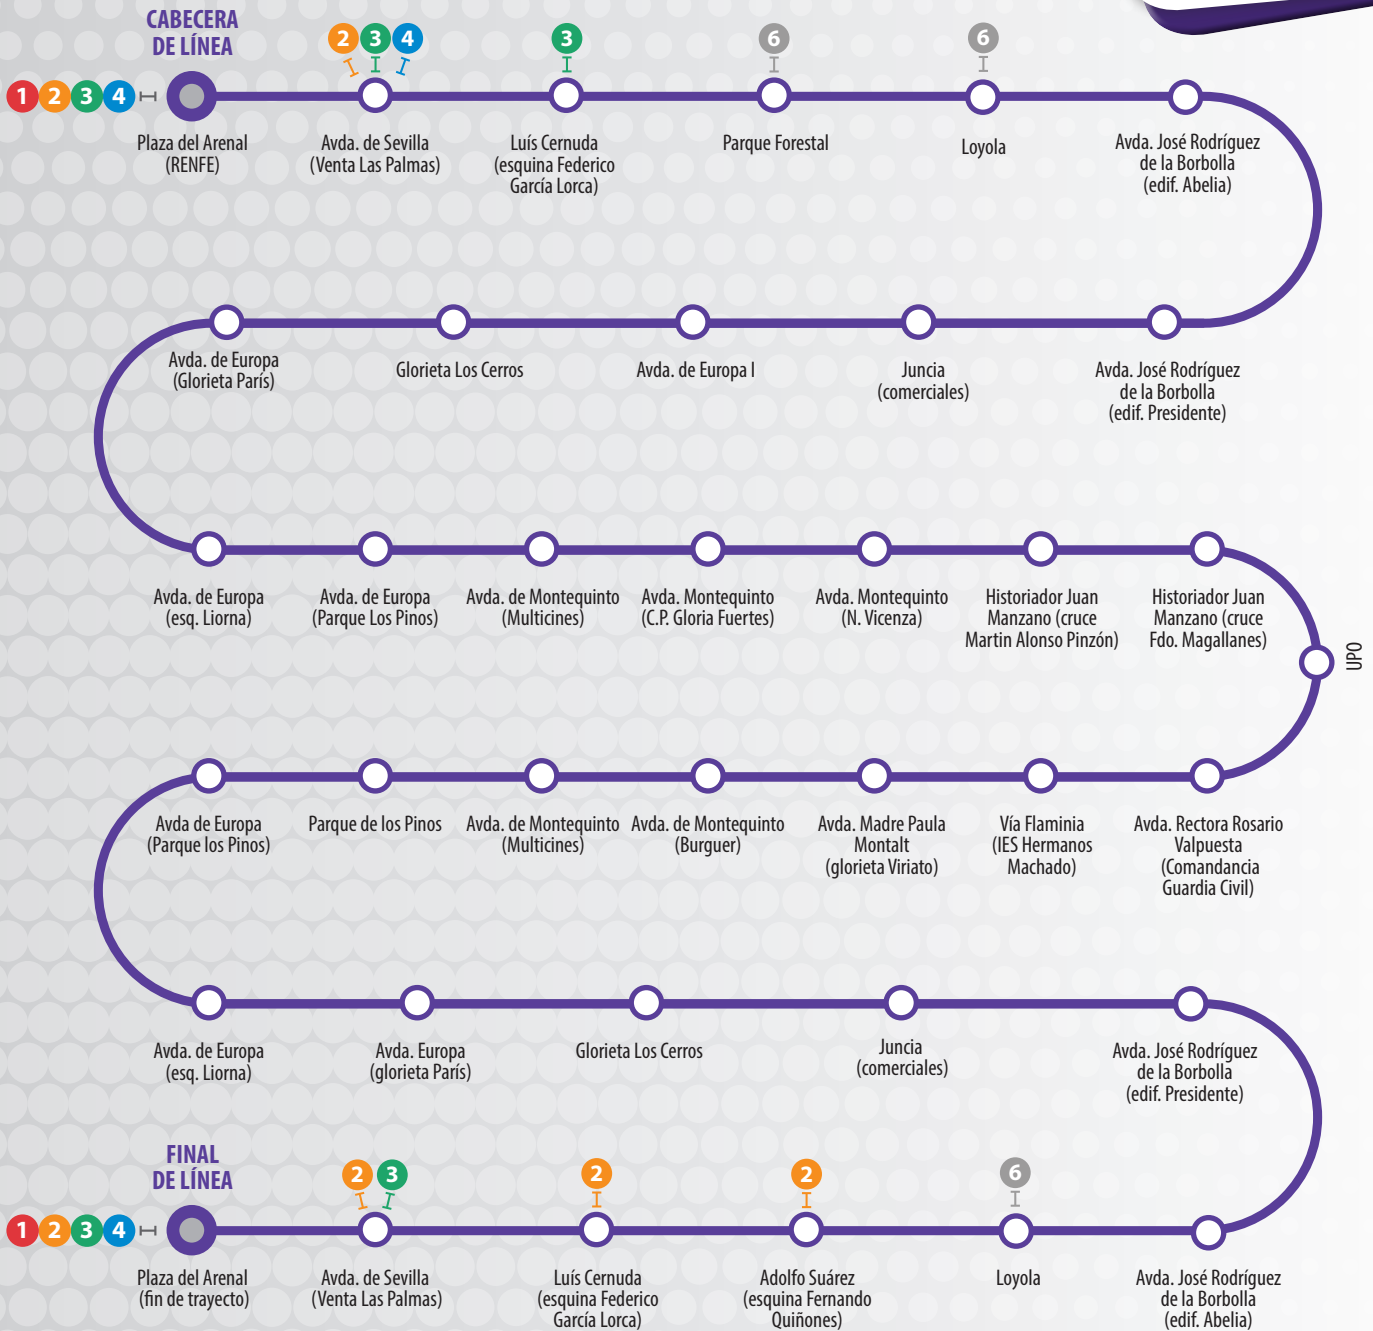 CABECERA
DE LÍNEA
2 3 4
3
6
6
1 2 3 4
Plaza del Arenal
(RENFE)
Avda. de Sevilla
(Venta Las Palmas)
Luís Cernuda
(esquina Federico
García Lorca)
Parque Forestal
Loyola
Avda. José Rodríguez
de la Borbolla
(edif. Abelia)
Avda. de Europa
(Glorieta París)
Glorieta Los Cerros
Avda. de Europa I
Juncia
(comerciales)
Avda. José Rodríguez
de la Borbolla
(edif. Presidente)
Avda. de Europa
(esq. Liorna)
Avda. de Europa
(Parque Los Pinos)
Avda. de Montequinto
(Multicines)
Avda. Montequinto
(C.P. Gloria Fuertes)
Avda. Montequinto
(N. Vicenza)
Historiador Juan
Manzano (cruce
Martin Alonso Pinzón)
Historiador Juan
Manzano (cruce
Fdo. Magallanes)
UPO
Avda de Europa
(Parque los Pinos)
Parque de los Pinos
Avda. de Montequinto
(Multicines)
Avda. de Montequinto
(Burguer)
Avda. Madre Paula
Montalt
(glorieta Viriato)
Vía Flaminia
(IES Hermanos
Machado)
Avda. Rectora Rosario
Valpuesta
(Comandancia
Guardia Civil)
Avda. de Europa
(esq. Liorna)
Avda. Europa
(glorieta París)
Glorieta Los Cerros
Juncia
(comerciales)
Avda. José Rodríguez
de la Borbolla
(edif. Presidente)
FINAL
DE LÍNEA
2 3
2
2
6
1 2 3 4
Plaza del Arenal
(fin de trayecto)
Avda. de Sevilla
(Venta Las Palmas)
Luís Cernuda
(esquina Federico
García Lorca)
Adolfo Suárez
(esquina Fernando
Quiñones)
Loyola
Avda. José Rodríguez
de la Borbolla
(edif. Abelia)